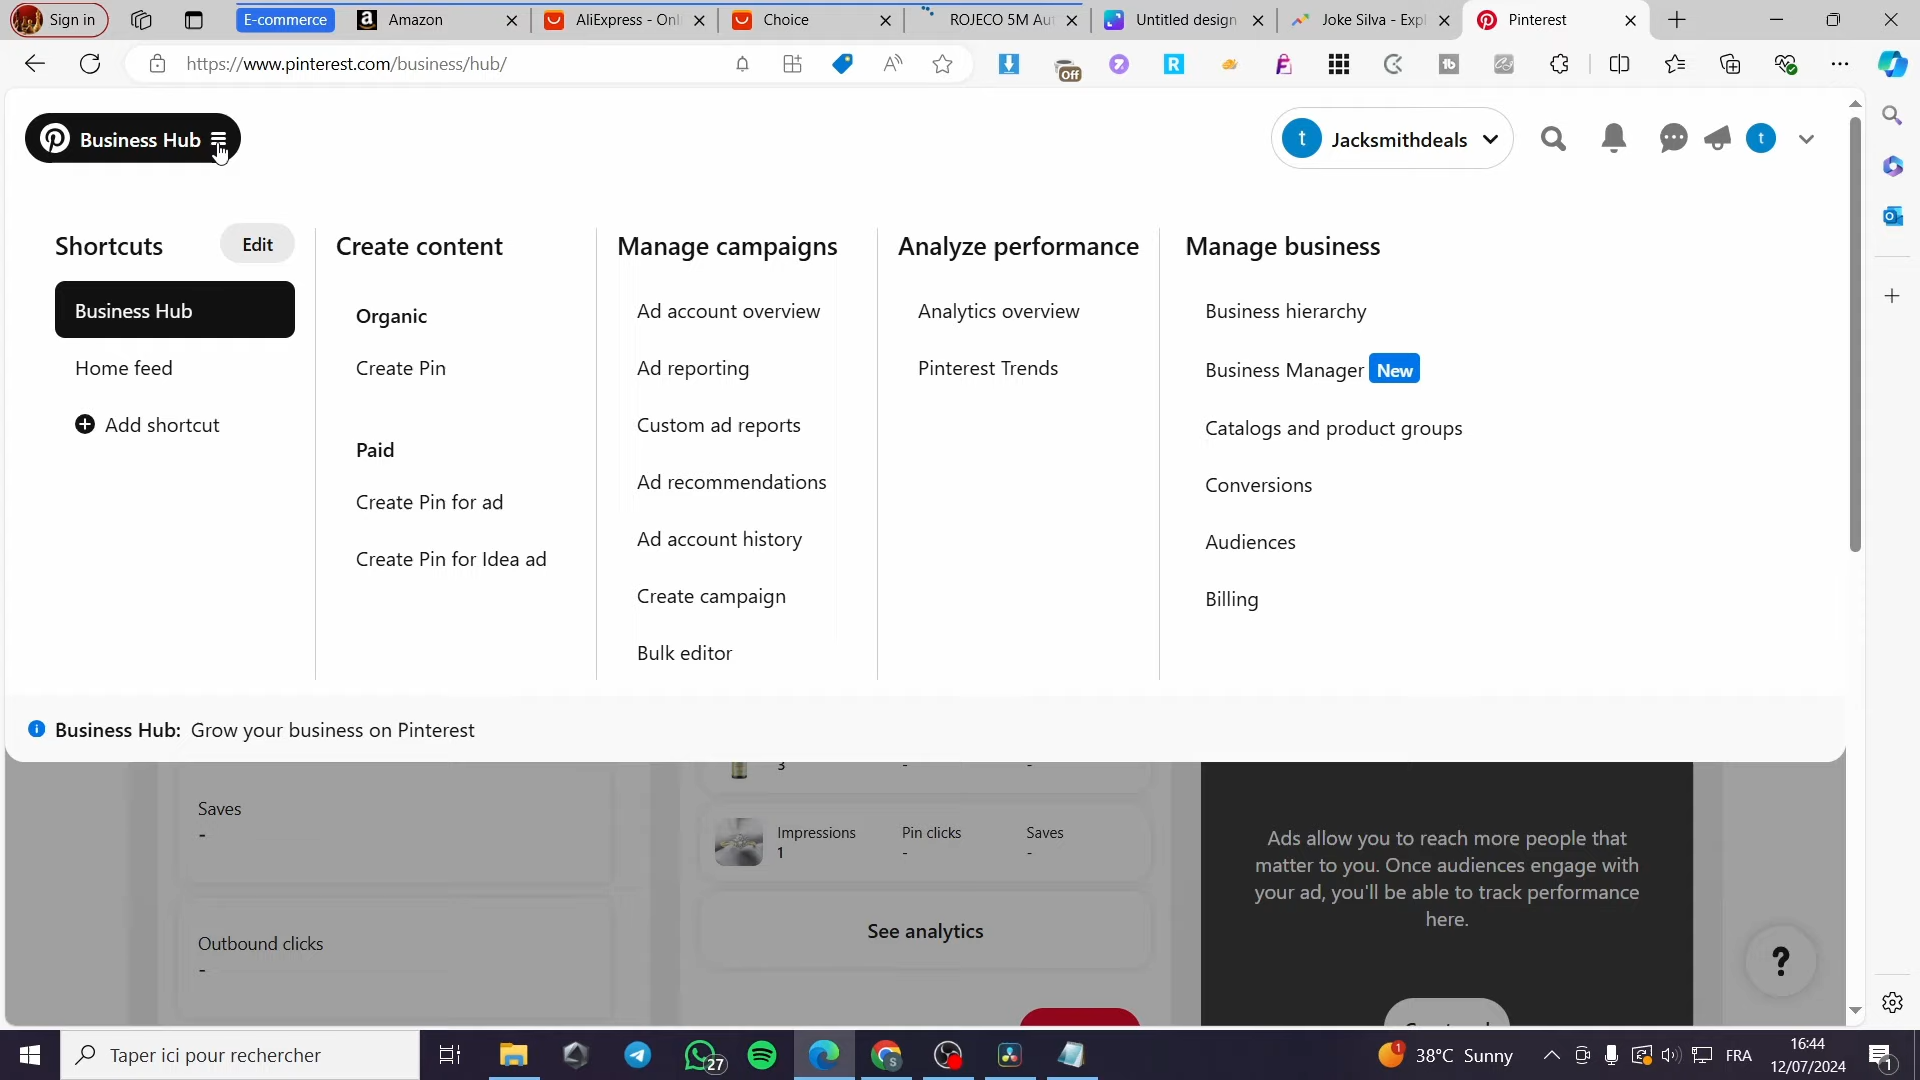 Sign in
E-commerce
Amazon
AliExpress - Onli
Choice
ROJECO 5M Aut
Untitled design
Joke Silva - Expl
Pinterest
https://www.pinterest.com/business/hub/
Off
Business Hub
t
Jacksmithdeals
t
Shortcuts
Edit
Business Hub
Home feed
Add shortcut
Create content
Organic
Create Pin
Paid
Create Pin for ad
Create Pin for Idea ad
Manage campaigns
Ad account overview
Ad reporting
Custom ad reports
Ad recommendations
Ad account history
Create campaign
Bulk editor
Analyze performance
Analytics overview
Pinterest Trends
Manage business
Business hierarchy
Business Manager New
Catalogs and product groups
Conversions
Audiences
Billing
Business Hub: Grow your business on Pinterest
Saves
-
Outbound clicks
-
3 - -
Impressions Pin clicks Saves
1 - -
See analytics
Ads allow you to reach more people that
matter to you. Once audiences engage with
your ad, you'll be able to track performance
here.
?
Taper ici pour rechercher
27
1
38°C Sunny
FRA
16:44
12/07/2024
1